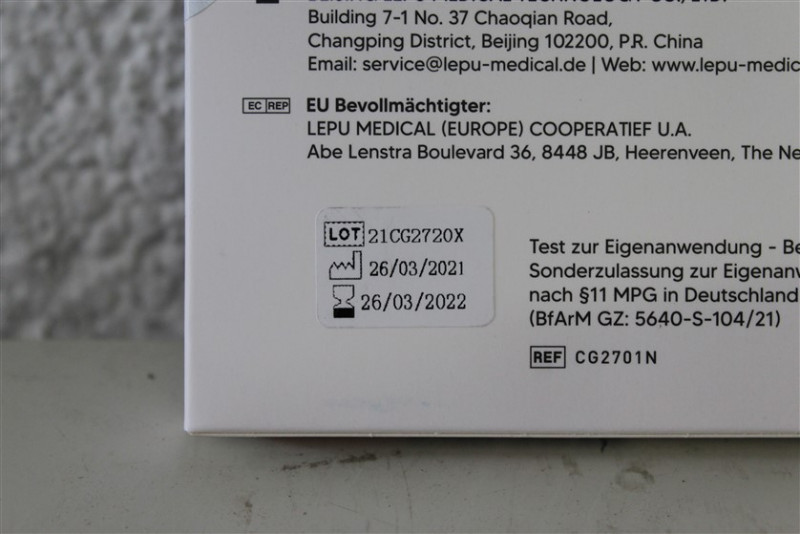 Building 7-1 No. 37 Chaoqian Road,
Changping District, Beijing 102200, P.R. China
Email: service@lepu-medical.de | Web: www.lepu-medic
EC REP EU Bevollmächtigter:
LEPU MEDICAL (EUROPE) COOPERATIEF U.A.
Abe Lenstra Boulevard 36, 8448 JB, Heerenveen, The Ne
LOT 21CG2720X
26/03/2021
26/03/2022
Test zur Eigenanwendung - Be
Sonderzulassung zur Eigenanw
nach §11 MPG in Deutschland
(BfArM GZ: 5640-S-104/21)
REF CG2701N